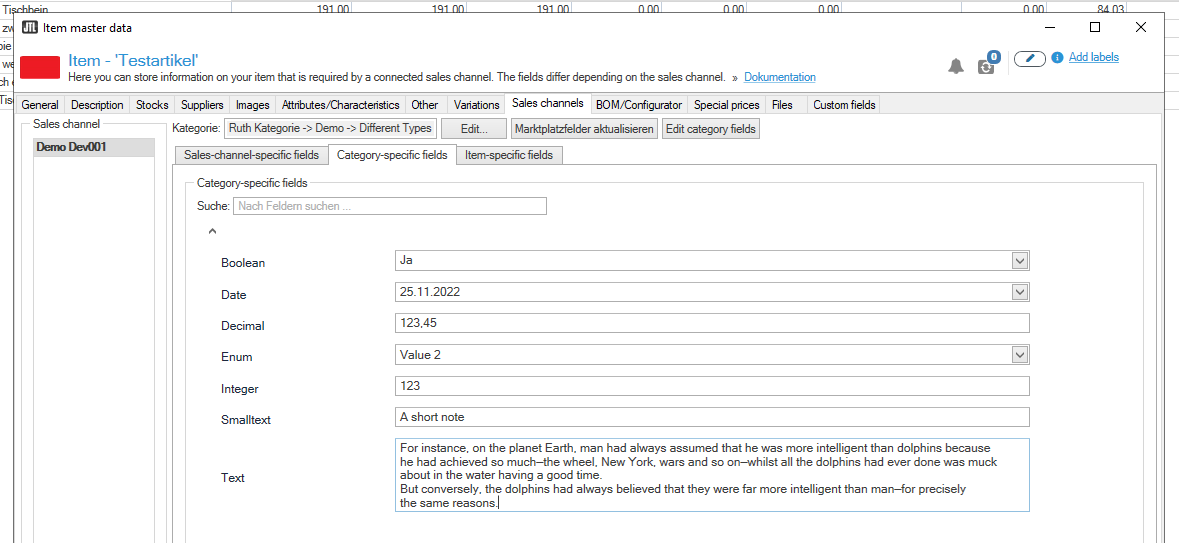 Tischbein 191.00 191.00 191.00 0.00 0.00 0.00 0.00 84.03
JTL Item master data
Item - 'Testartikel'
Here you can store information on your item that is required by a connected sales channel. The fields differ depending on the sales channel. » Dokumentation
0
Add labels
General Description Stocks Suppliers Images Attributes/Characteristics Other Variations Sales channels BOM/Configurator Special prices Files Custom fields
Sales channel
Demo Dev001
Kategorie: Ruth Kategorie -> Demo -> Different Types Edit... Marktplatzfelder aktualisieren Edit category fields
Sales-channel-specific fields Category-specific fields Item-specific fields
Category-specific fields
Suche: Nach Feldern suchen ...
Boolean Ja
Date 25.11.2022
Decimal 123,45
Enum Value 2
Integer 123
Smalltext A short note
Text
For instance, on the planet Earth, man had always assumed that he was more intelligent than dolphins because
he had achieved so much—the wheel, New York, wars and so on—whilst all the dolphins had ever done was muck
about in the water having a good time.
But conversely, the dolphins had always believed that they were far more intelligent than man—for precisely
the same reasons.